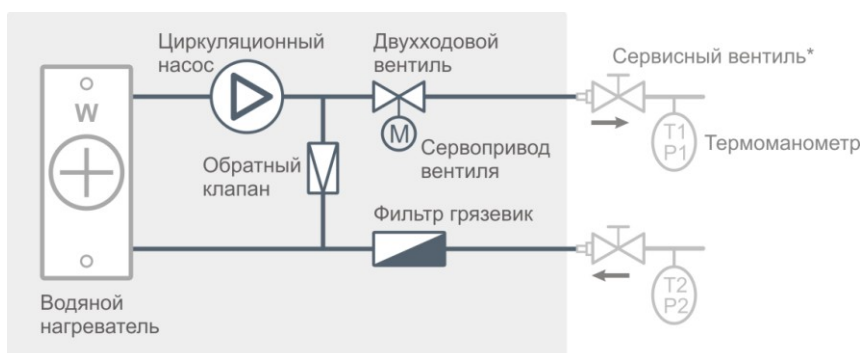 Циркуляционный
насос
Двухходовой
вентиль
Сервисный вентиль*
W
M
T1
P1
Термоманометр
Сервопривод
вентиля
Обратный
клапан
Фильтр грязевик
T2
P2
Водяной
нагреватель